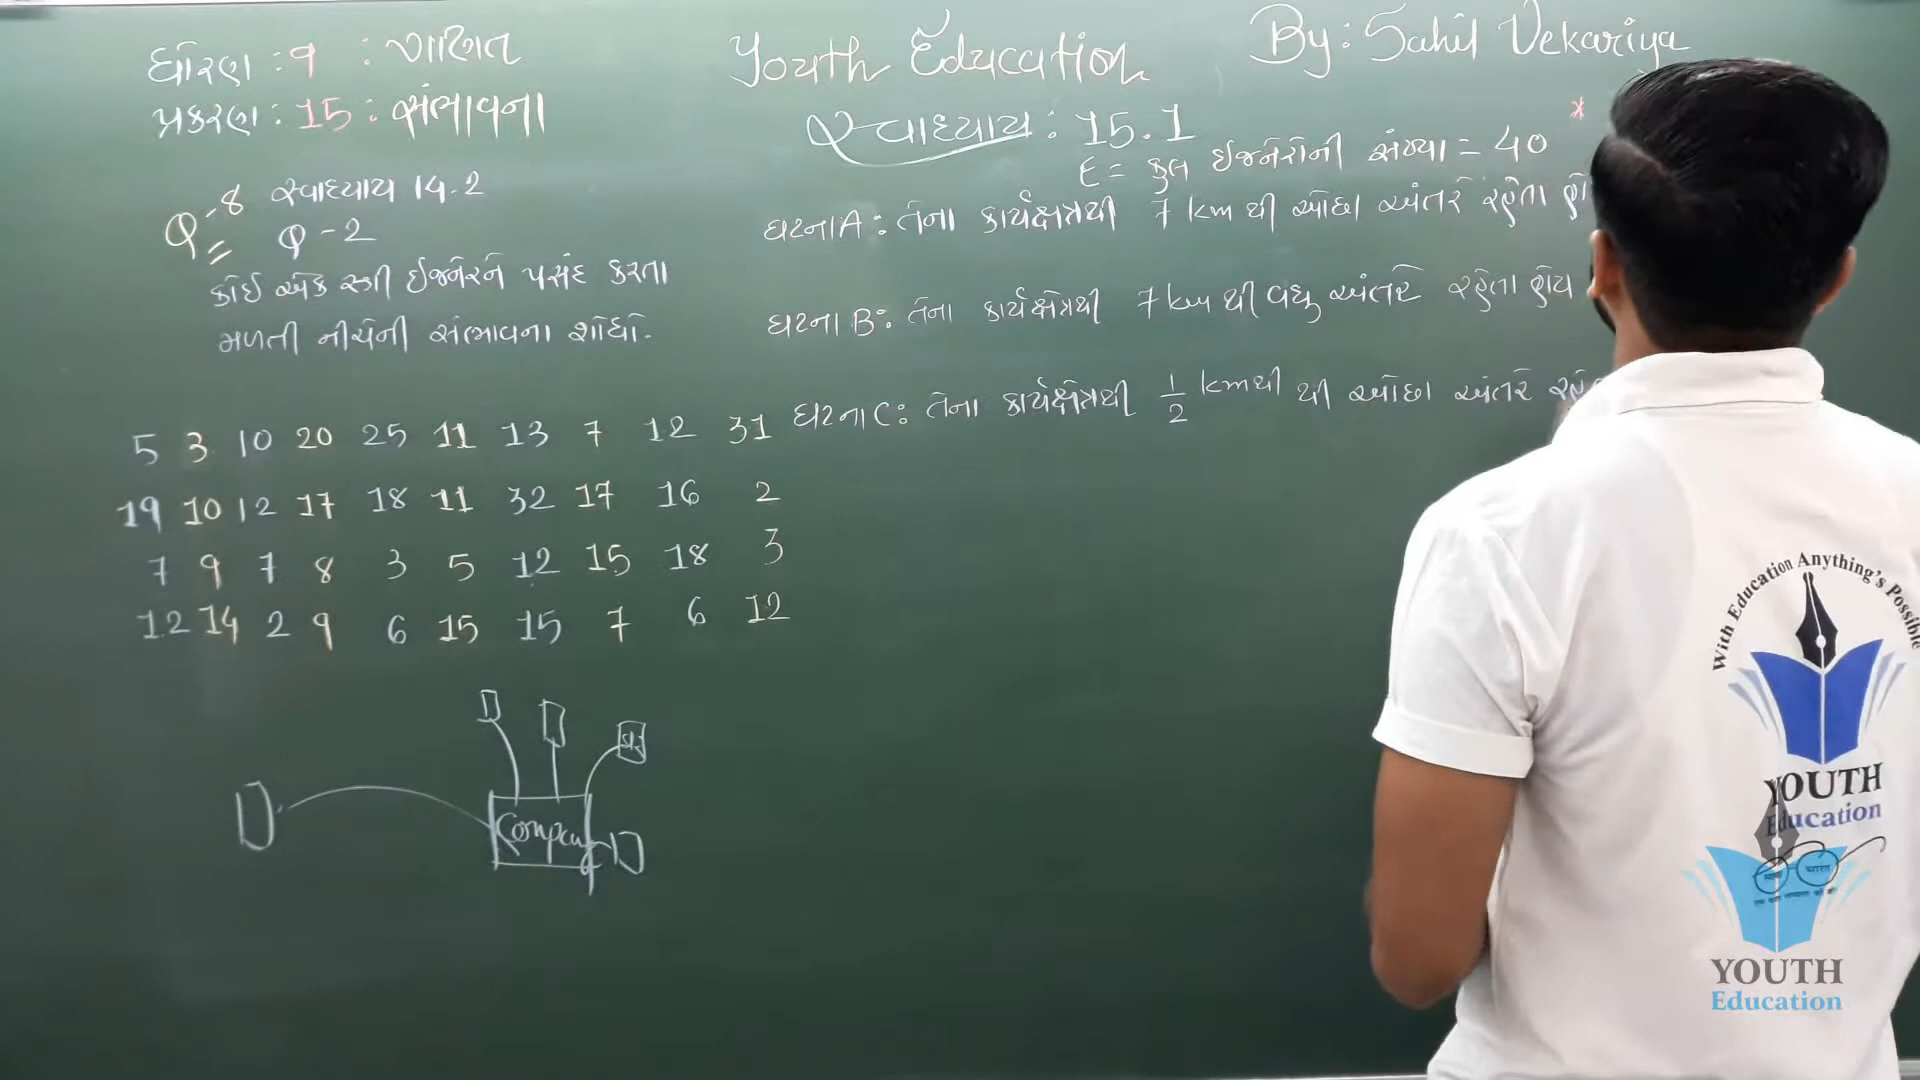 ધોરણ : 9 : ગણિત
પ્રકરણ : 15 : સંભાવના
Youth Education
By: Sahil Vekariya
સ્વાધ્યાય : 15.1
Q-8 સ્વાધ્યાય 14.2
Q-2
કોઈ એક સ્ત્રી ઈજનેરને પસંદ કરતા
મળતી નીચેની સંભાવના શોધો.
*
E = કુલ ઈજનેરોની સંખ્યા = 40
ઘટના A : તેના કાર્યક્ષેત્રથી 7 km થી ઓછા અંતરે રહેતા
ઘટના B : તેના કાર્યક્ષેત્રથી 7 km થી વધુ અંતરે રહેતા હોય
ઘટના C : તેના કાર્યક્ષેત્રથી 1/2 kmથી થી ઓછા અંતરે
5 3 10 20 25 11 13 7 12 31
19 10 12 17 18 11 32 17 16 2
7 9 7 8 3 5 12 15 18 3
12 14 2 9 6 15 15 7 6 12
ઘર
With Education Anything's Possible
YOUTH
Education
YOUTH
Education